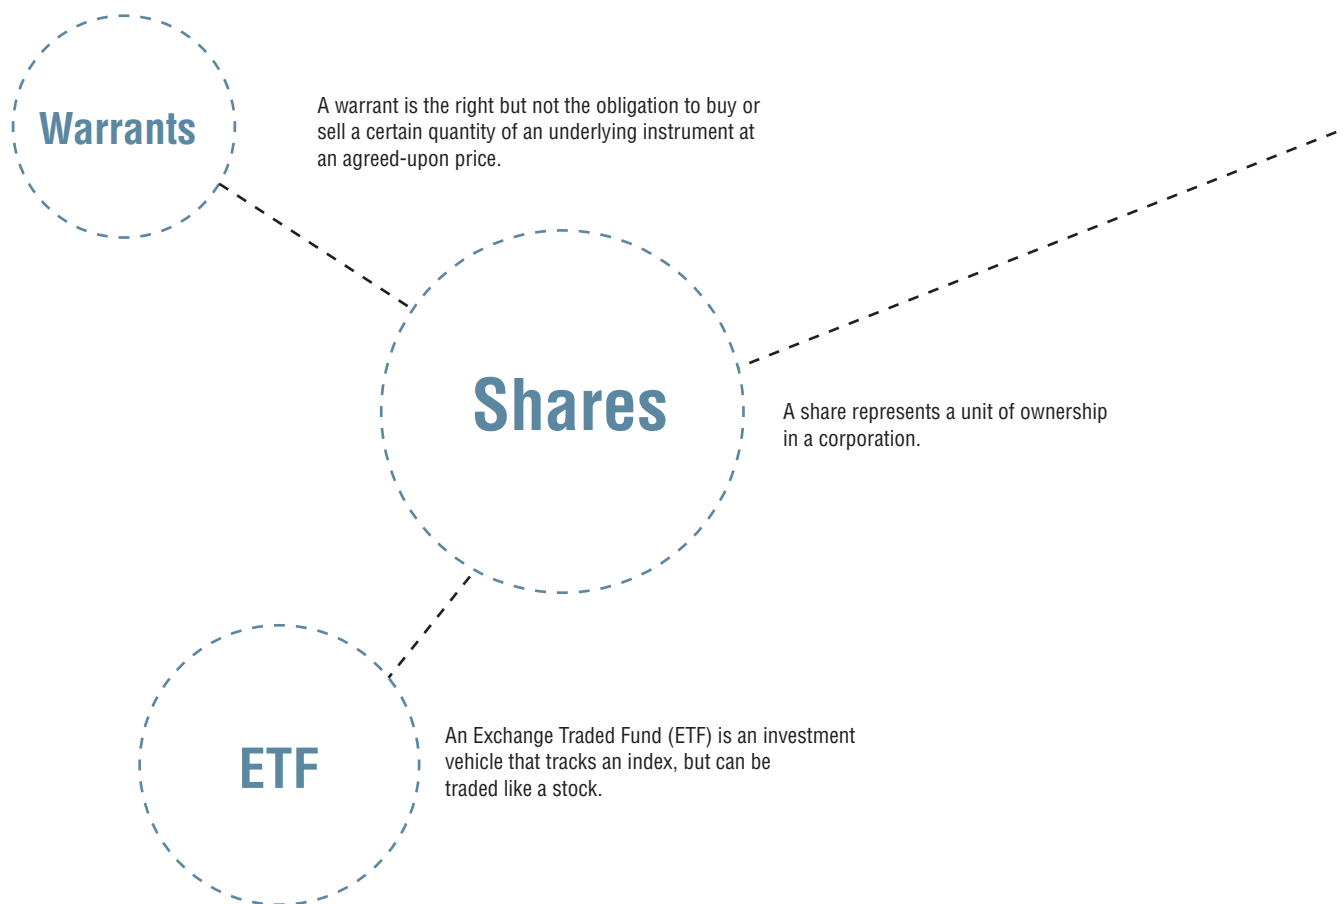 Warrants
A warrant is the right but not the obligation to buy or
sell a certain quantity of an underlying instrument at
an agreed-upon price.
Shares
A share represents a unit of ownership
in a corporation.
ETF
An Exchange Traded Fund (ETF) is an investment
vehicle that tracks an index, but can be
traded like a stock.